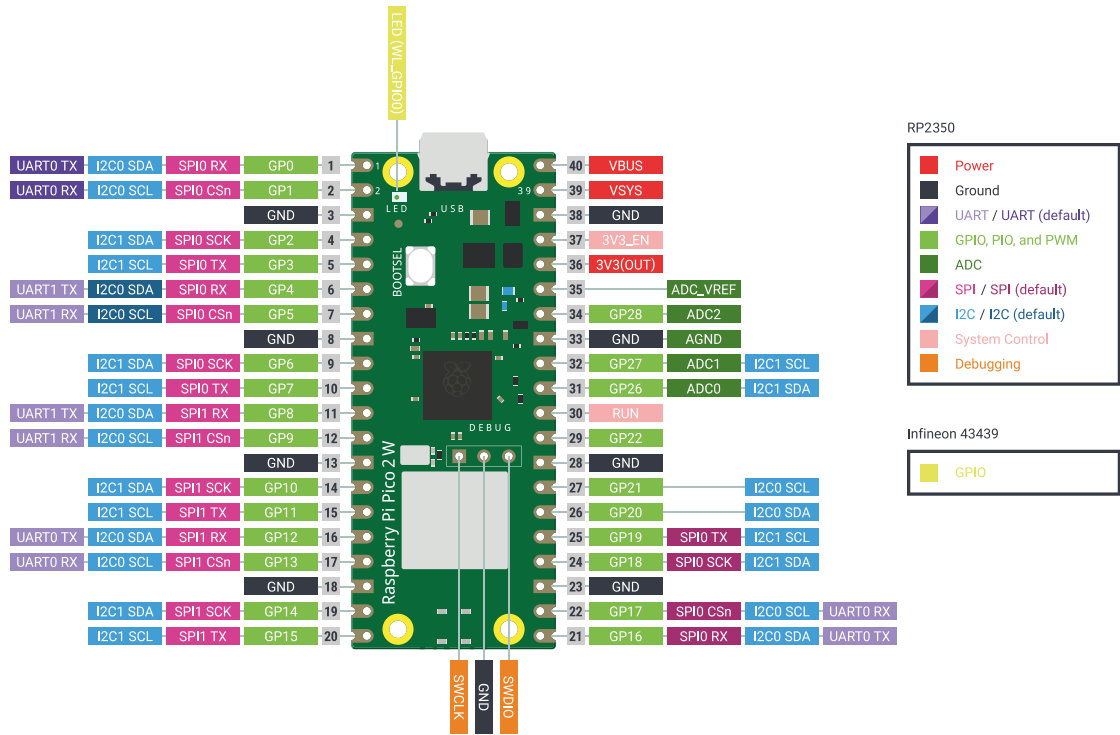 LED (WL_GPIO0)
UART0 TX I2C0 SDA SPI0 RX GP0 1
UART0 RX I2C0 SCL SPI0 CSn GP1 2
GND 3
I2C1 SDA SPI0 SCK GP2 4
I2C1 SCL SPI0 TX GP3 5
UART1 TX I2C0 SDA SPI0 RX GP4 6
UART1 RX I2C0 SCL SPI0 CSn GP5 7
GND 8
I2C1 SDA SPI0 SCK GP6 9
I2C1 SCL SPI0 TX GP7 10
UART1 TX I2C0 SDA SPI1 RX GP8 11
UART1 RX I2C0 SCL SPI1 CSn GP9 12
GND 13
I2C1 SDA SPI1 SCK GP10 14
I2C1 SCL SPI1 TX GP11 15
UART0 TX I2C0 SDA SPI1 RX GP12 16
UART0 RX I2C0 SCL SPI1 CSn GP13 17
GND 18
I2C1 SDA SPI1 SCK GP14 19
I2C1 SCL SPI1 TX GP15 20
1
2
39
LED
USB
BOOTSEL
DEBUG
Raspberry Pi Pico 2 W
SWCLK
GND
SWDIO
40 VBUS
39 VSYS
38 GND
37 3V3_EN
36 3V3(OUT)
35 ADC_VREF
34 GP28 ADC2
33 GND AGND
32 GP27 ADC1 I2C1 SCL
31 GP26 ADC0 I2C1 SDA
30 RUN
29 GP22
28 GND
27 GP21 I2C0 SCL
26 GP20 I2C0 SDA
25 GP19 SPI0 TX I2C1 SCL
24 GP18 SPI0 SCK I2C1 SDA
23 GND
22 GP17 SPI0 CSn I2C0 SCL UART0 RX
21 GP16 SPI0 RX I2C0 SDA UART0 TX
RP2350
Power
Ground
UART / UART (default)
GPIO, PIO, and PWM
ADC
SPI / SPI (default)
I2C / I2C (default)
System Control
Debugging
Infineon 43439
GPIO